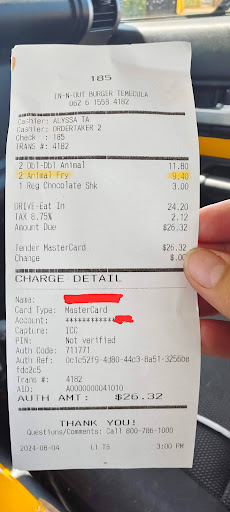 185
IN-N-OUT BURGER TEMECULA
062 6 1558 4182
Cashier: ALYSSA TA
Cashier: ORDERTAKER 2
Check : 185
TRANS #: 4182
2 Dbl-Dbl Animal 11.80
2 Animal Fry 9.40
1 Reg Chocolate Shk 3.00
DRIVE-Eat In 24.20
TAX 8.75% 2.12
Amount Due $26.32
Tender MasterCard $26.32
Change $.00
CHARGE DETAIL
Name:
Card Type: MasterCard
Account: ************
Capture: ICC
PIN: Not verified
Auth Code: 711771
Auth Ref:
Trans #: 4182
AID: A0000000041010
AUTH AMT: $26.32
THANK YOU!
Questions/Comments: Call 800-786-1000
2024-08-04 L1 T6 3:00 PM